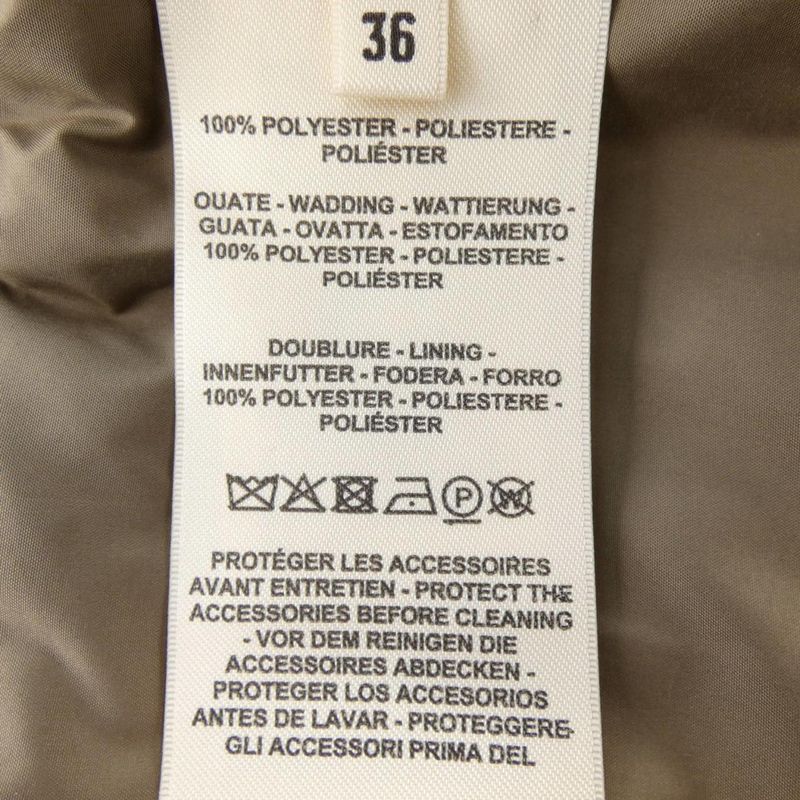 36
100% POLYESTER - POLIESTERE -
POLIÉSTER
OUATE - WADDING - WATTIERUNG -
GUATA - OVATTA - ESTOFAMENTO
100% POLYESTER - POLIESTERE -
POLIÉSTER
DOUBLURE - LINING -
INNENFUTTER - FODERA - FORRO
100% POLYESTER - POLIESTERE -
POLIÉSTER
P W
PROTÉGER LES ACCESSOIRES
AVANT ENTRETIEN - PROTECT THE
ACCESSORIES BEFORE CLEANING
- VOR DEM REINIGEN DIE
ACCESSOIRES ABDECKEN -
PROTEGER LOS ACCESORIOS
ANTES DE LAVAR - PROTEGGERE
GLI ACCESSORI PRIMA DEL